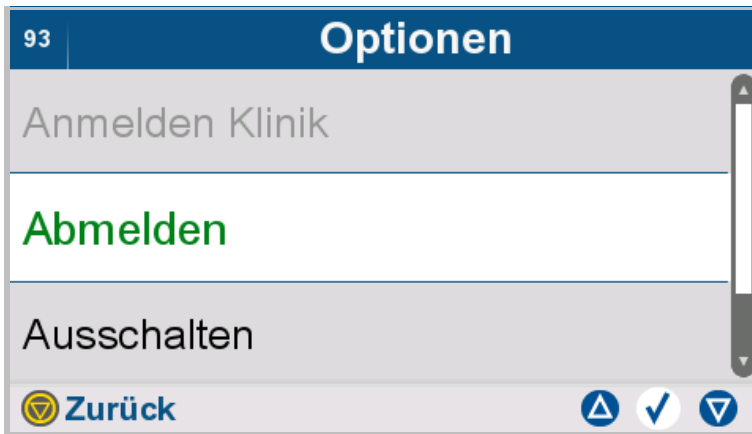 93
Optionen
Anmelden Klinik
Abmelden
Ausschalten
Zurück